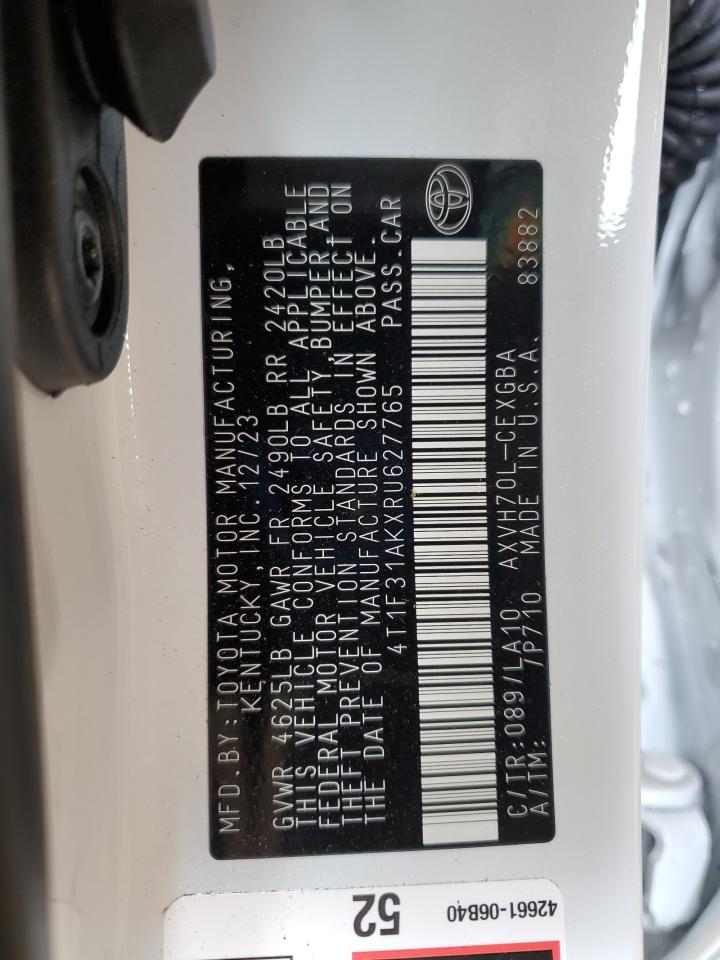 MFD.BY:TOYOTA MOTOR MANUFACTURING,
KENTUCKY,INC.12/23
GVWR 4625LB GAWR FR 2490LB RR 2420LB
THIS VEHICLE CONFORMS TO ALL APPLICABLE
FEDERAL MOTOR VEHICLE SAFETY,BUMPER,AND
THEFT PREVENTION STANDARDS IN EFFECT ON
THE DATE OF MANUFACTURE SHOWN ABOVE.
4T1F31AKXRU627765 PASS.CAR
C/TR:089/LA10 AXVH70L-CEXGBA
A/TM: 7P710 MADE IN U.S.A. 83882
52
42661-06B40